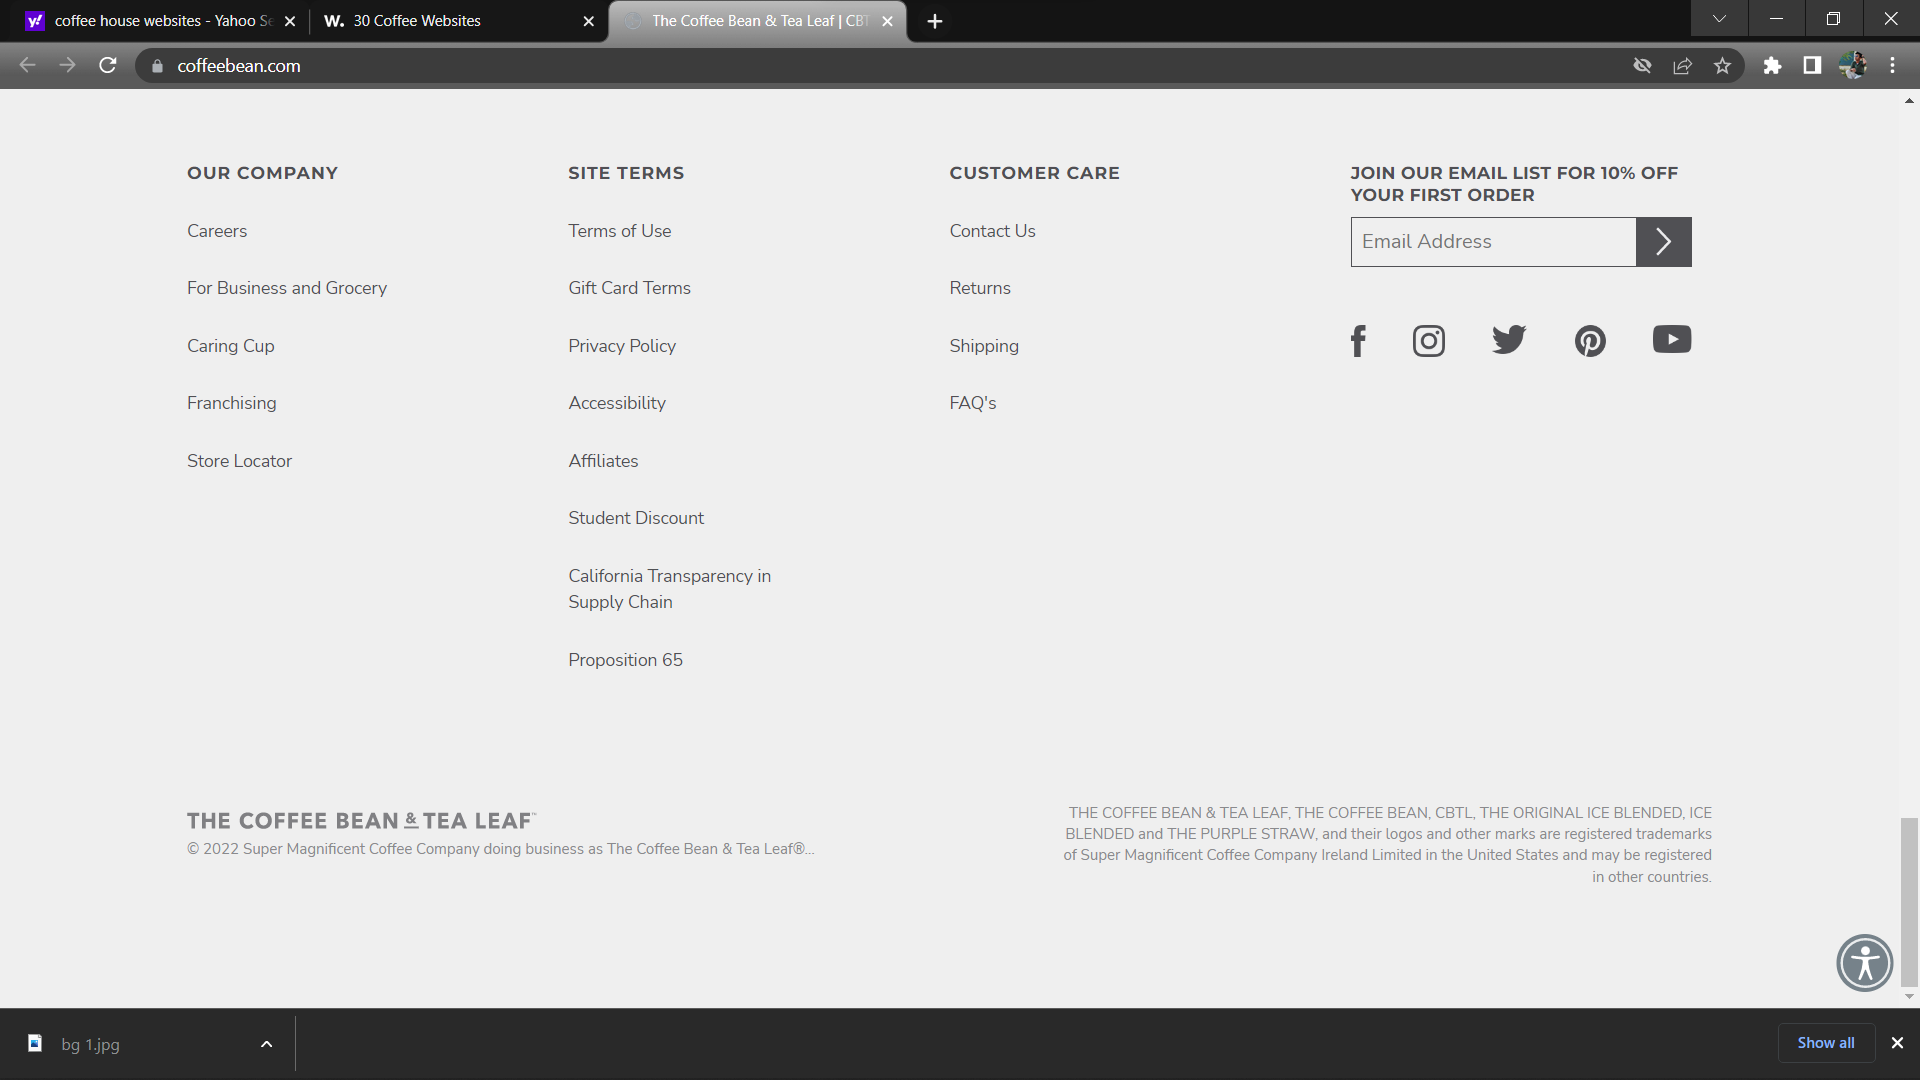 coffee house websites - Yahoo Se
W. 30 Coffee Websites
The Coffee Bean & Tea Leaf | CBT
coffeebean.com
OUR COMPANY
Careers
For Business and Grocery
Caring Cup
Franchising
Store Locator
SITE TERMS
Terms of Use
Gift Card Terms
Privacy Policy
Accessibility
Affiliates
Student Discount
California Transparency in
Supply Chain
Proposition 65
CUSTOMER CARE
Contact Us
Returns
Shipping
FAQ's
JOIN OUR EMAIL LIST FOR 10% OFF
YOUR FIRST ORDER
Email Address
THE COFFEE BEAN & TEA LEAF™
© 2022 Super Magnificent Coffee Company doing business as The Coffee Bean & Tea Leaf®...
THE COFFEE BEAN & TEA LEAF, THE COFFEE BEAN, CBTL, THE ORIGINAL ICE BLENDED, ICE
BLENDED and THE PURPLE STRAW, and their logos and other marks are registered trademarks
of Super Magnificent Coffee Company Ireland Limited in the United States and may be registered
in other countries.
bg 1.jpg
Show all